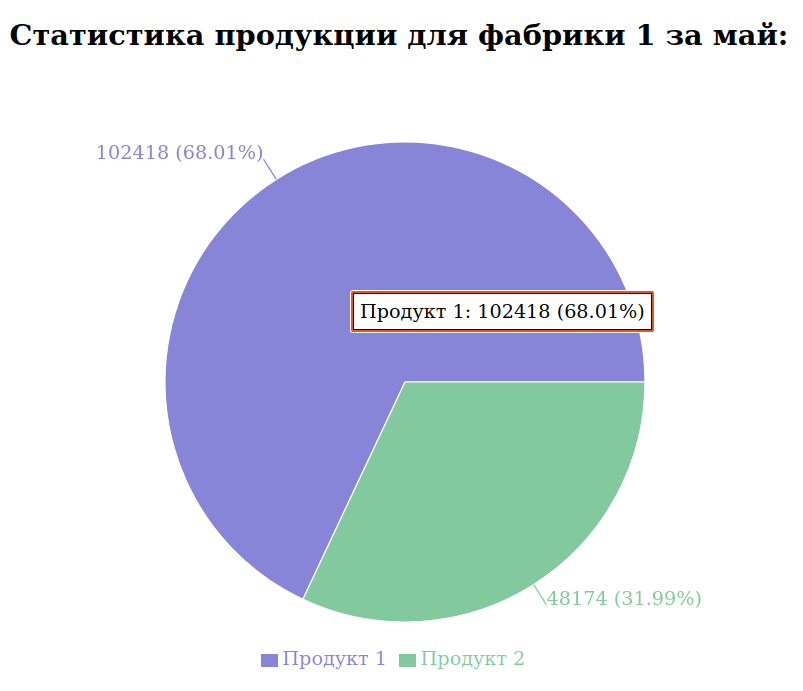 Статистика продукции для фабрики 1 за май:
102418 (68.01%)
Продукт 1: 102418 (68.01%)
48174 (31.99%)
Продукт 1 Продукт 2